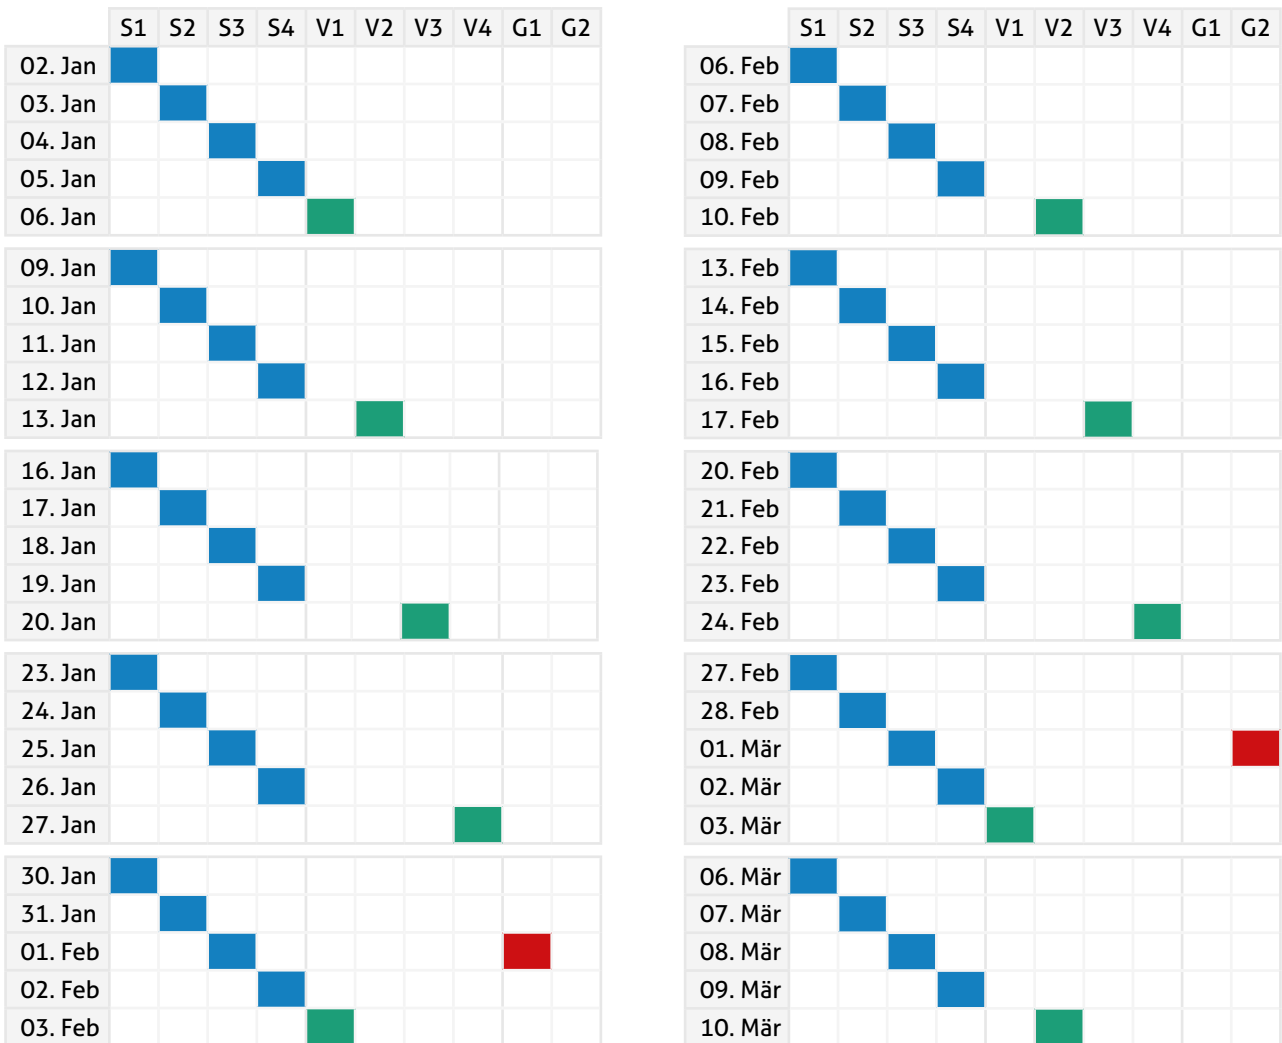 S1 S2 S3 S4 V1 V2 V3 V4 G1 G2
02. Jan
03. Jan
04. Jan
05. Jan
06. Jan
09. Jan
10. Jan
11. Jan
12. Jan
13. Jan
16. Jan
17. Jan
18. Jan
19. Jan
20. Jan
23. Jan
24. Jan
25. Jan
26. Jan
27. Jan
30. Jan
31. Jan
01. Feb
02. Feb
03. Feb
S1 S2 S3 S4 V1 V2 V3 V4 G1 G2
06. Feb
07. Feb
08. Feb
09. Feb
10. Feb
13. Feb
14. Feb
15. Feb
16. Feb
17. Feb
20. Feb
21. Feb
22. Feb
23. Feb
24. Feb
27. Feb
28. Feb
01. Mär
02. Mär
03. Mär
06. Mär
07. Mär
08. Mär
09. Mär
10. Mär